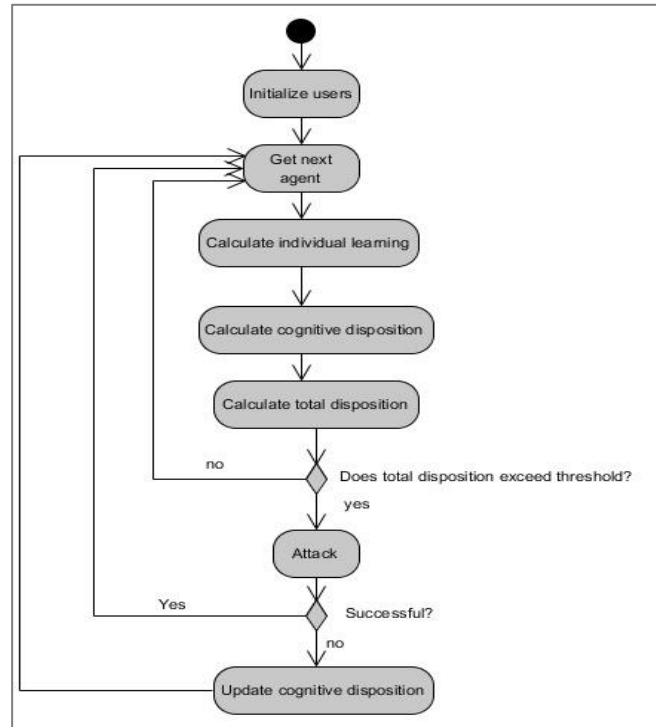 Initialize users
Get next
agent
Calculate individual learning
Calculate cognitive disposition
Calculate total disposition
no
Does total disposition exceed threshold?
yes
Attack
Yes
Successful?
no
Update cognitive disposition